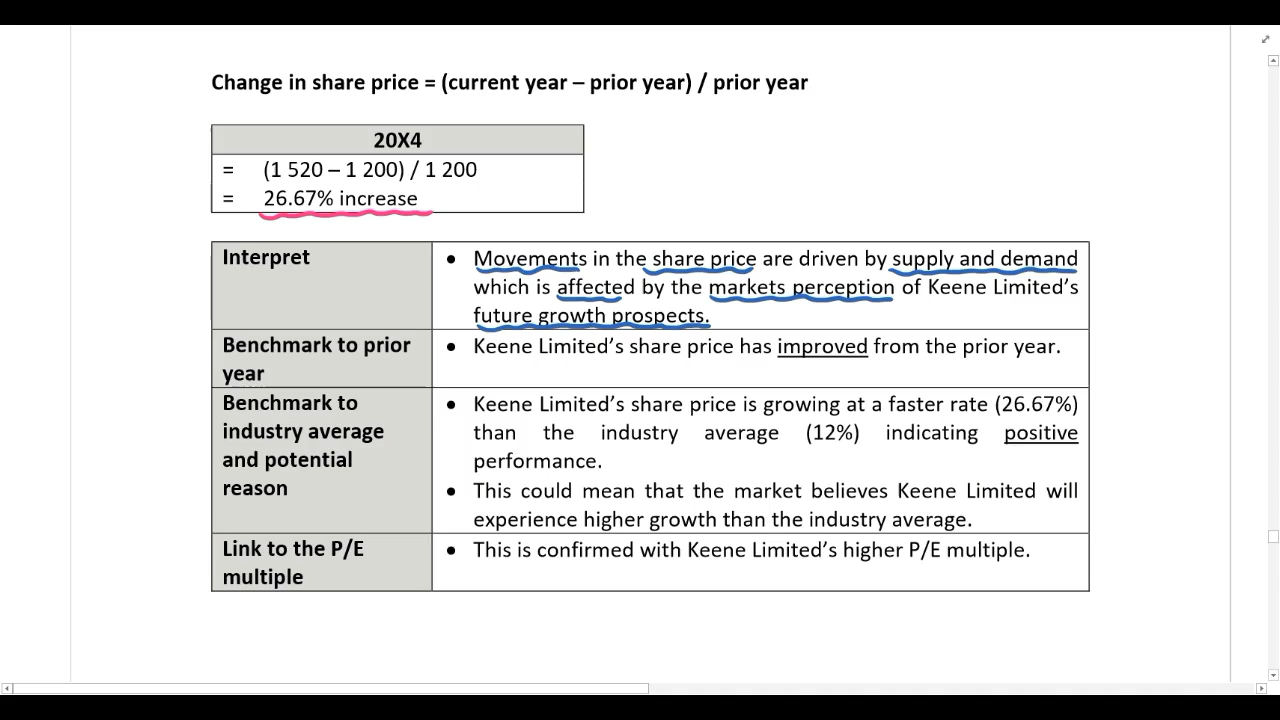 Change in share price = (current year – prior year) / prior year
20X4
= (1 520 – 1 200) / 1 200
= 26.67% increase
Interpret
• Movements in the share price are driven by supply and demand
which is affected by the markets perception of Keene Limited's
future growth prospects.
Benchmark to prior
year
• Keene Limited's share price has improved from the prior year.
Benchmark to
industry average
and potential
reason
• Keene Limited's share price is growing at a faster rate (26.67%)
than the industry average (12%) indicating positive
performance.
• This could mean that the market believes Keene Limited will
experience higher growth than the industry average.
Link to the P/E
multiple
• This is confirmed with Keene Limited's higher P/E multiple.